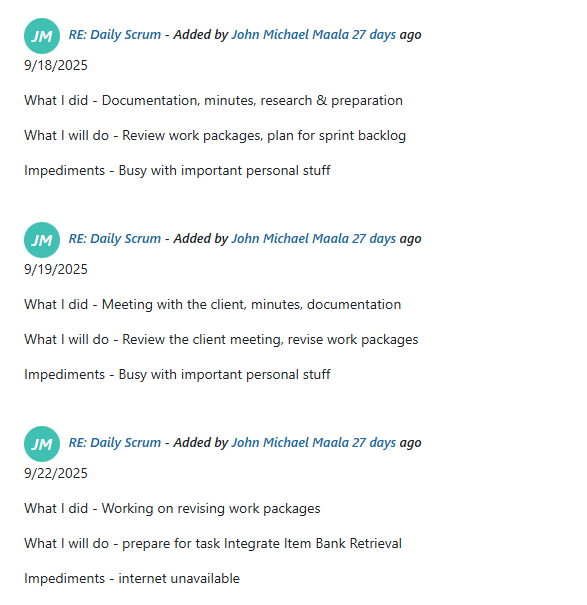 JM RE: Daily Scrum - Added by John Michael Maala 27 days ago
9/18/2025
What I did - Documentation, minutes, research & preparation
What I will do - Review work packages, plan for sprint backlog
Impediments - Busy with important personal stuff
JM RE: Daily Scrum - Added by John Michael Maala 27 days ago
9/19/2025
What I did - Meeting with the client, minutes, documentation
What I will do - Review the client meeting, revise work packages
Impediments - Busy with important personal stuff
JM RE: Daily Scrum - Added by John Michael Maala 27 days ago
9/22/2025
What I did - Working on revising work packages
What I will do - prepare for task Integrate Item Bank Retrieval
Impediments - internet unavailable